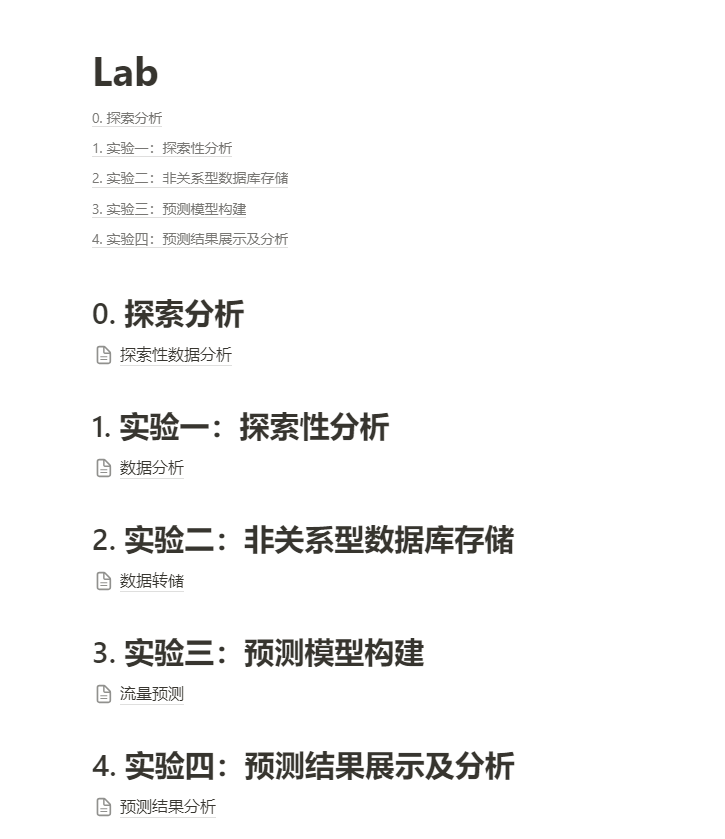 Lab
0. 探索分析
1. 实验一：探索性分析
2. 实验二：非关系型数据库存储
3. 实验三：预测模型构建
4. 实验四：预测结果展示及分析
0. 探索分析
探索性数据分析
1. 实验一：探索性分析
数据分析
2. 实验二：非关系型数据库存储
数据转储
3. 实验三：预测模型构建
流量预测
4. 实验四：预测结果展示及分析
预测结果分析